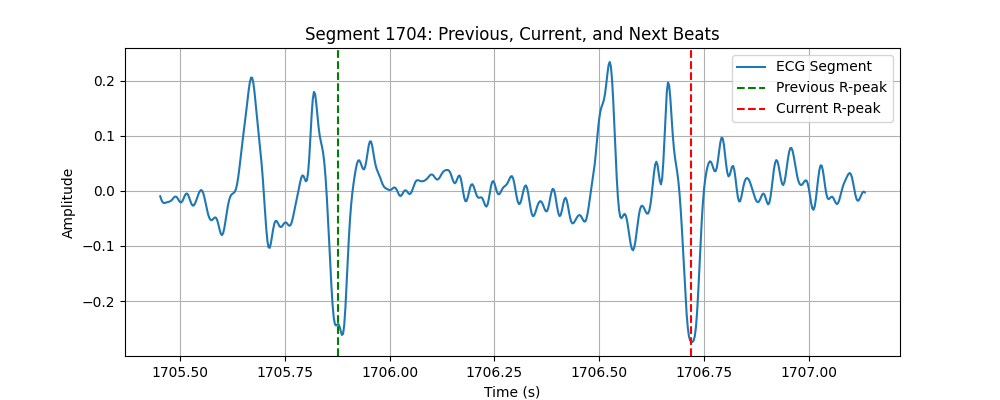 Segment 1704: Previous, Current, and Next Beats
ECG Segment
Previous R-peak
Current R-peak
Amplitude
0.2
0.1
0.0
−0.1
−0.2
1705.50 1705.75 1706.00 1706.25 1706.50 1706.75 1707.00
Time (s)